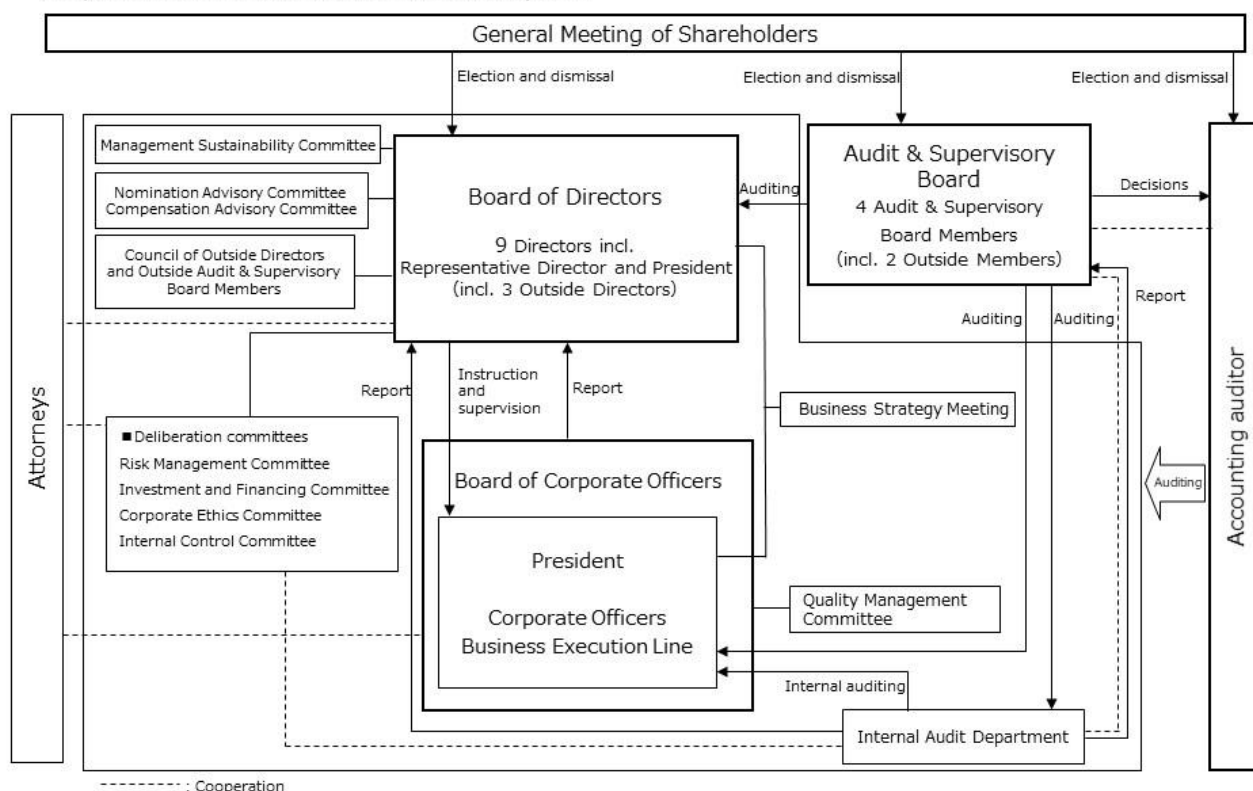 General Meeting of Shareholders
Election and dismissal
Election and dismissal
Election and dismissal
Attorneys
Management Sustainability Committee
Nomination Advisory Committee
Compensation Advisory Committee
Council of Outside Directors
and Outside Audit & Supervisory
Board Members
Board of Directors
9 Directors incl.
Representative Director and President
(incl. 3 Outside Directors)
Auditing
Audit & Supervisory
Board
4 Audit & Supervisory
Board Members
(incl. 2 Outside Members)
Decisions
Accounting auditor
Report
Instruction
and
supervision
Report
Auditing
Auditing
Report
Business Strategy Meeting
■Deliberation committees
Risk Management Committee
Investment and Financing Committee
Corporate Ethics Committee
Internal Control Committee
Board of Corporate Officers
President
Corporate Officers
Business Execution Line
Auditing
Quality Management
Committee
Internal auditing
Internal Audit Department
: Cooperation